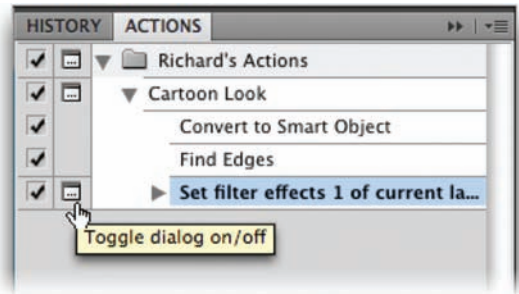 HISTORY ACTIONS
Richard's Actions
Cartoon Look
Convert to Smart Object
Find Edges
Set filter effects 1 of current la...
Toggle dialog on/off